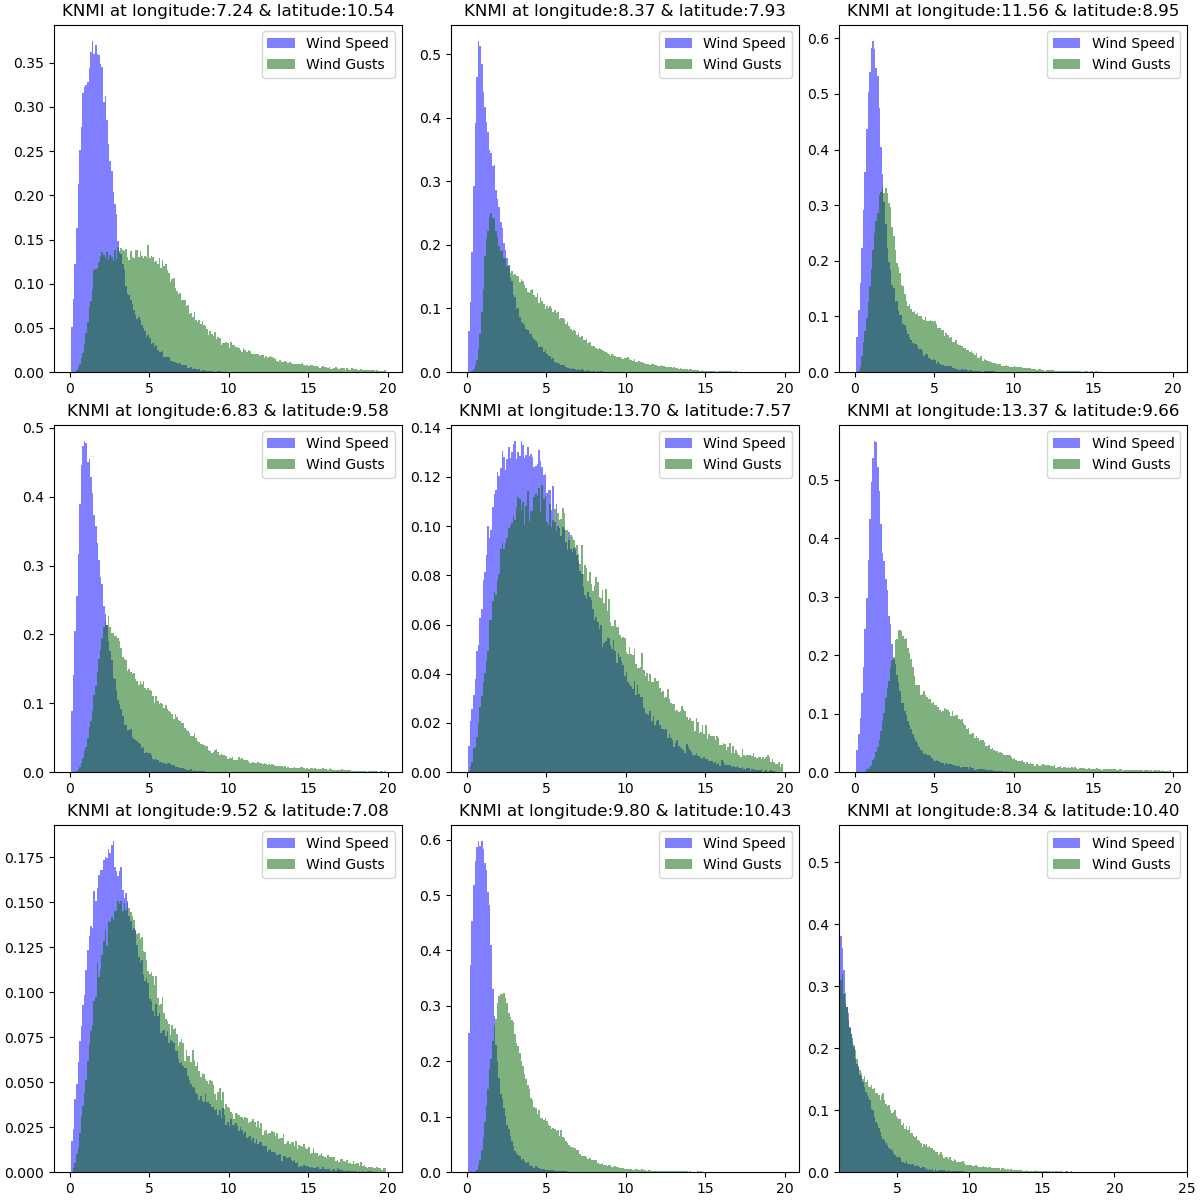 KNMI at longitude:7.24 & latitude:10.54
KNMI at longitude:8.37 & latitude:7.93
KNMI at longitude:11.56 & latitude:8.95
Wind Speed
Wind Gusts
0.35
0.30
0.25
0.20
0.15
0.10
0.05
0.00
0 5 10 15 20
Wind Speed
Wind Gusts
0.5
0.4
0.3
0.2
0.1
0.0
0 5 10 15 20
Wind Speed
Wind Gusts
0.6
0.5
0.4
0.3
0.2
0.1
0.0
0 5 10 15 20
KNMI at longitude:6.83 & latitude:9.58
KNMI at longitude:13.70 & latitude:7.57
KNMI at longitude:13.37 & latitude:9.66
Wind Speed
Wind Gusts
0.5
0.4
0.3
0.2
0.1
0.0
0 5 10 15 20
Wind Speed
Wind Gusts
0.14
0.12
0.10
0.08
0.06
0.04
0.02
0.00
0 5 10 15 20
Wind Speed
Wind Gusts
0.5
0.4
0.3
0.2
0.1
0.0
0 5 10 15 20
KNMI at longitude:9.52 & latitude:7.08
KNMI at longitude:9.80 & latitude:10.43
KNMI at longitude:8.34 & latitude:10.40
Wind Speed
Wind Gusts
0.175
0.150
0.125
0.100
0.075
0.050
0.025
0.000
0 5 10 15 20
Wind Speed
Wind Gusts
0.6
0.5
0.4
0.3
0.2
0.1
0.0
0 5 10 15 20
Wind Speed
Wind Gusts
0.5
0.4
0.3
0.2
0.1
0.0
5 10 15 20 25